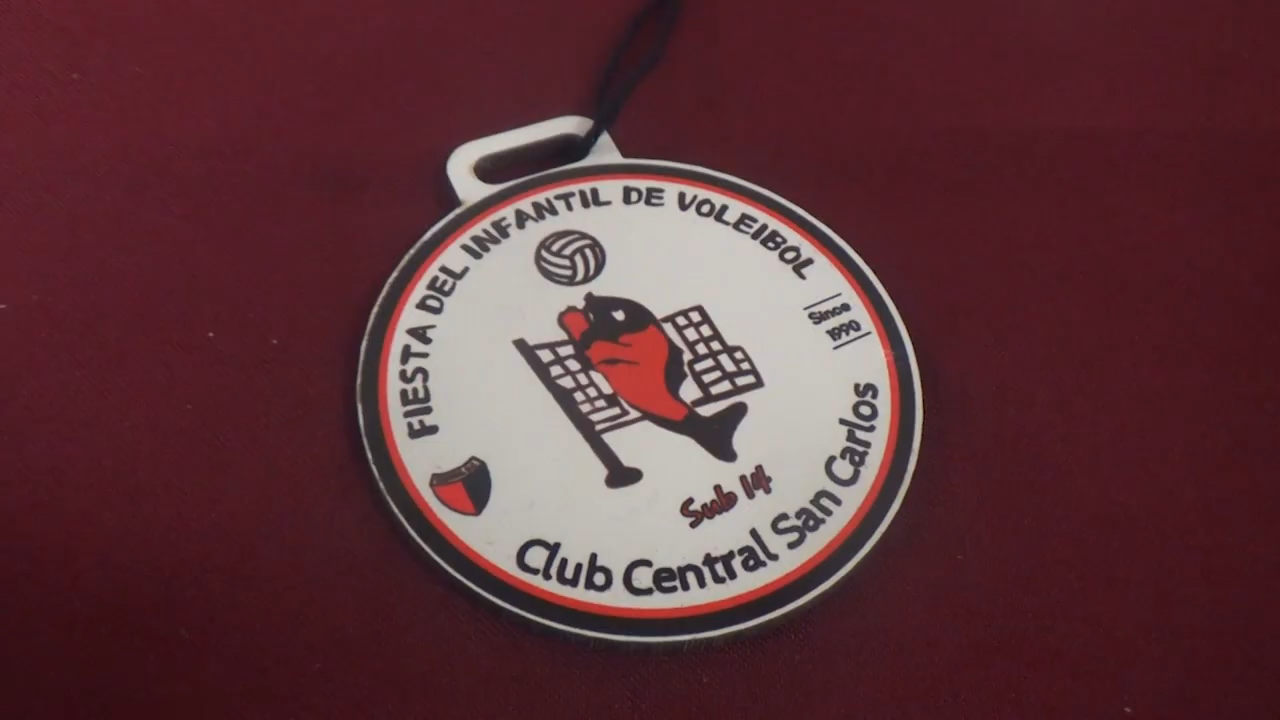 FIESTA DEL INFANTIL DE VOLEIBOL
Since
1990
Sub 14
Club Central San Carlos